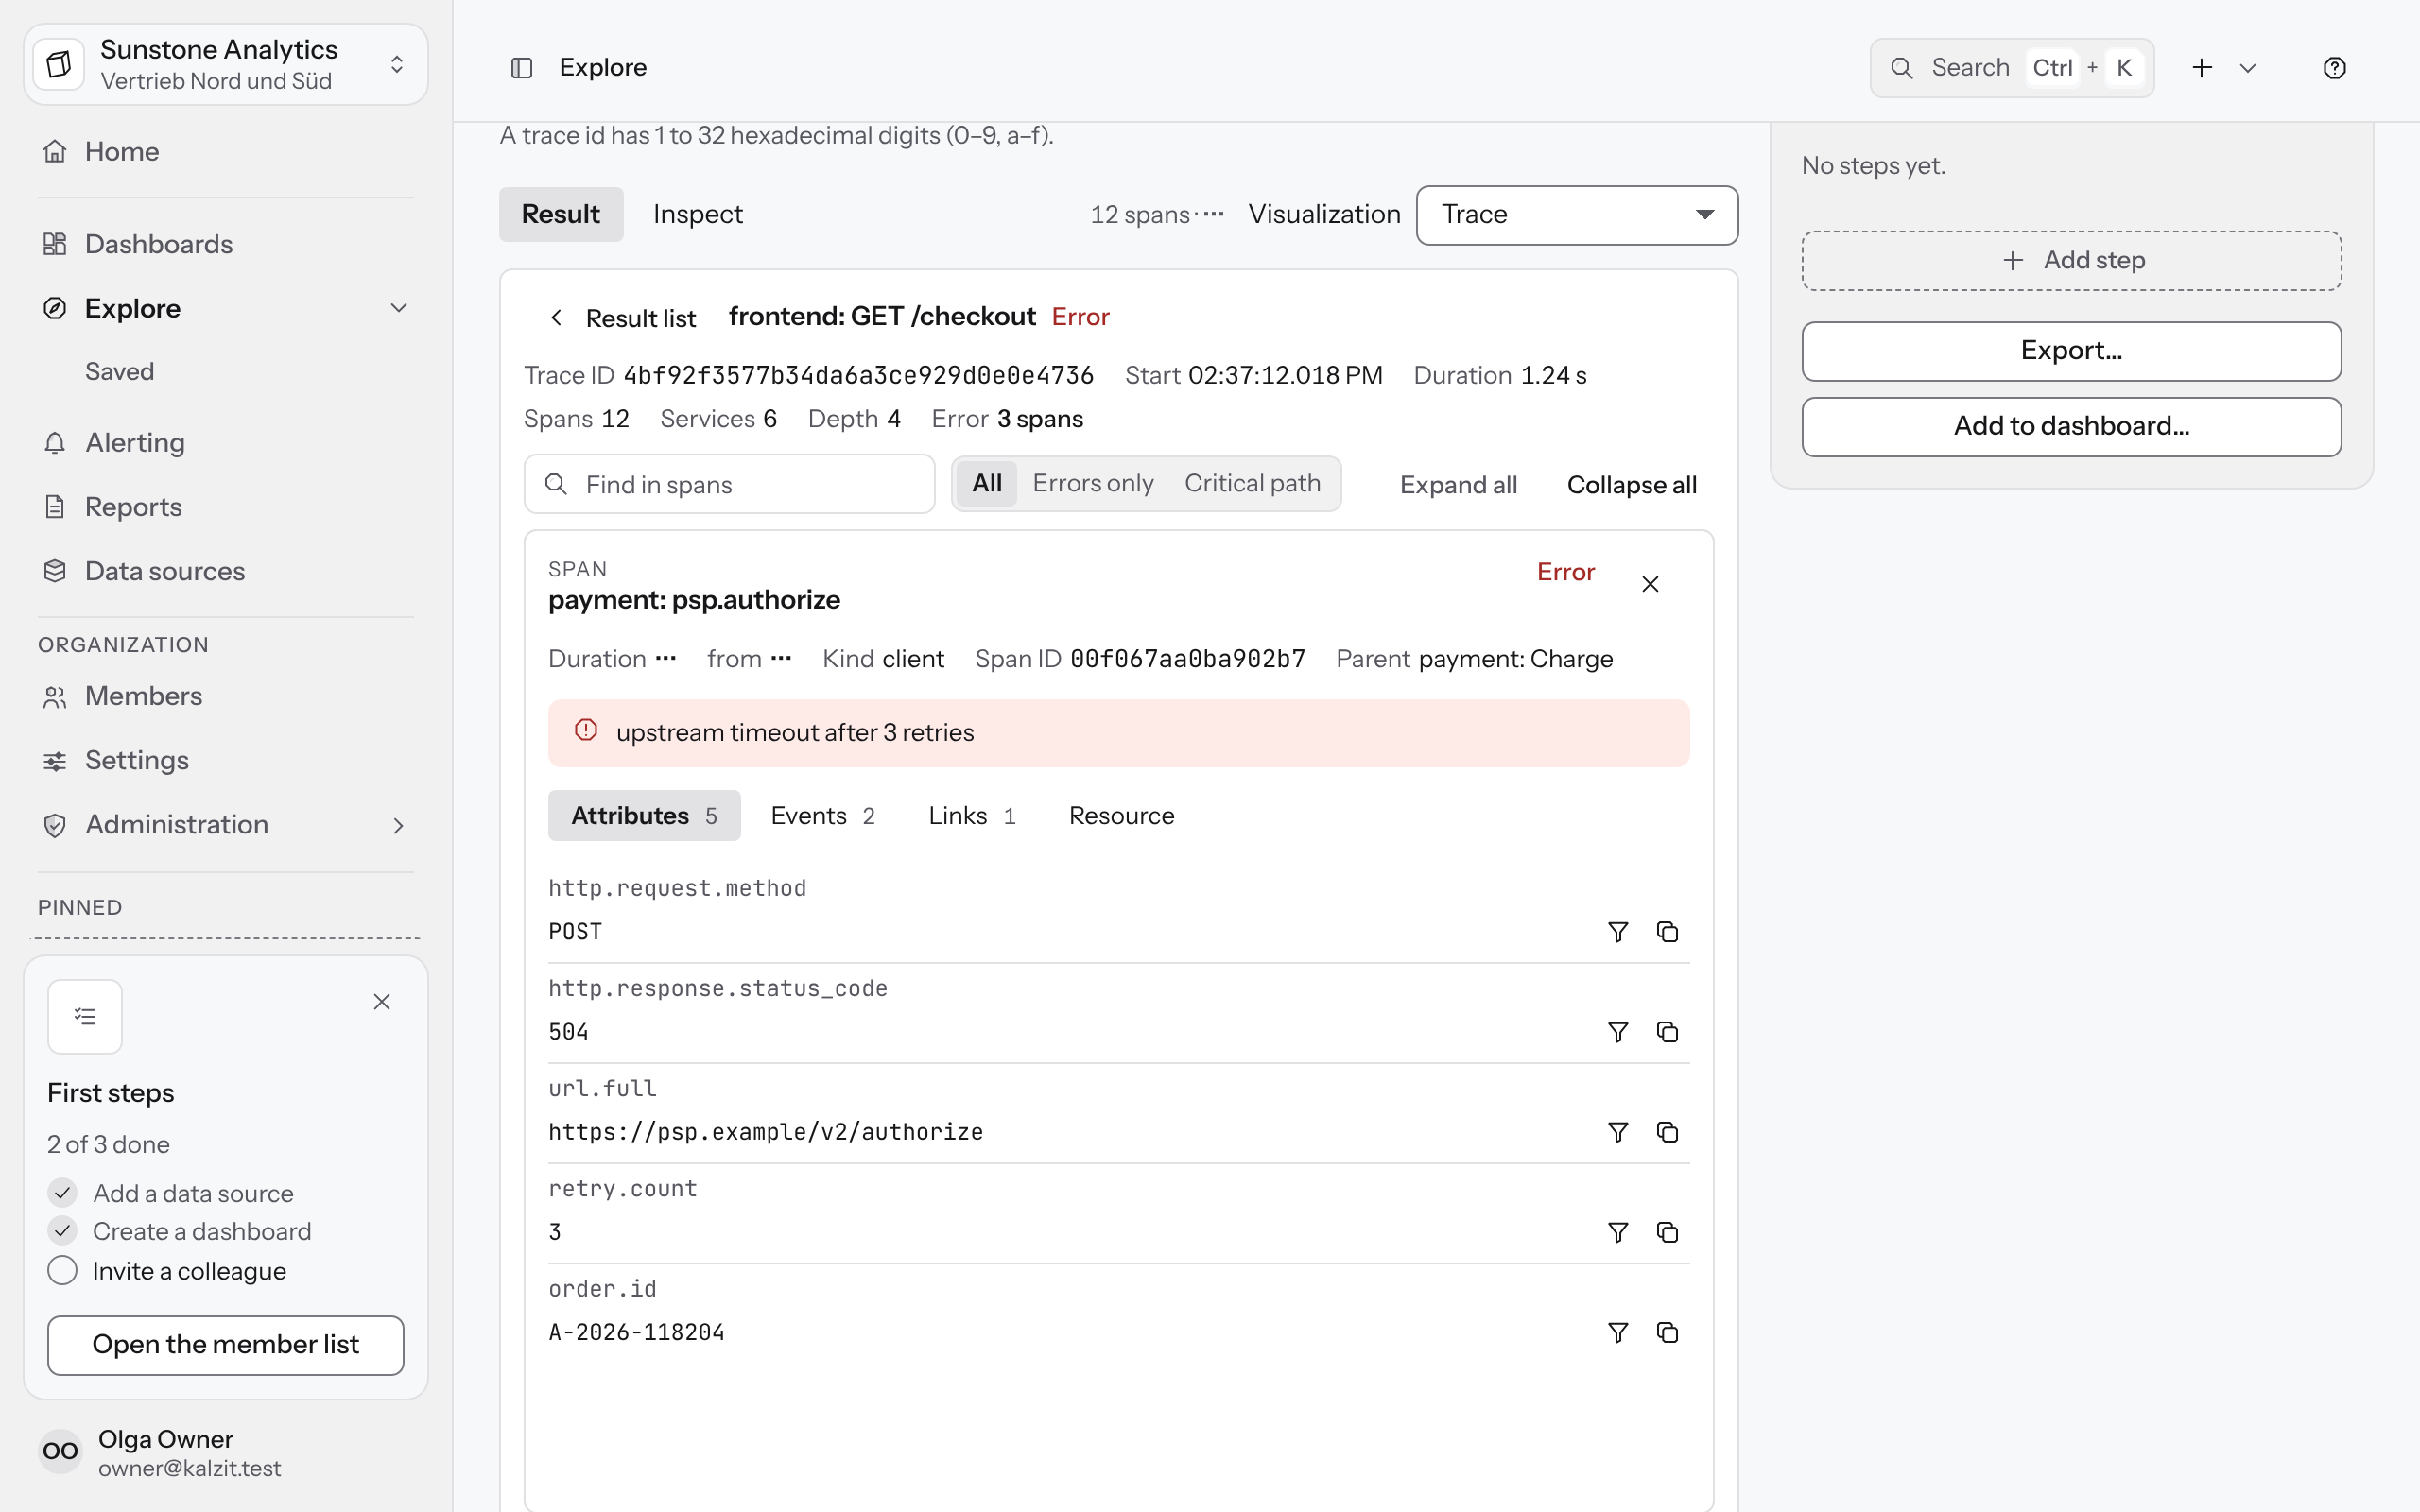 Sunstone Analytics
Vertrieb Nord und Süd
Home
Dashboards
Explore
Saved
Alerting
Reports
Data sources
ORGANIZATION
Members
Settings
Administration
PINNED
First steps
2 of 3 done
Add a data source
Create a dashboard
Invite a colleague
Open the member list
OO
Olga Owner
owner@kalzit.test
Explore
Search Ctrl + K
A trace id has 1 to 32 hexadecimal digits (0–9, a–f).
Result Inspect 12 spans · ··· Visualization Trace
Result list frontend: GET /checkout Error
Trace ID 4bf92f3577b34da6a3ce929d0e0e4736 Start 02:37:12.018 PM Duration 1.24 s
Spans 12 Services 6 Depth 4 Error 3 spans
Find in spans All Errors only Critical path Expand all Collapse all
SPAN
payment: psp.authorize
Error
Duration ··· from ··· Kind client Span ID 00f067aa0ba902b7 Parent payment: Charge
upstream timeout after 3 retries
Attributes 5 Events 2 Links 1 Resource
http.request.method
POST
http.response.status_code
504
url.full
https://psp.example/v2/authorize
retry.count
3
order.id
A-2026-118204
No steps yet.
Add step
Export...
Add to dashboard...